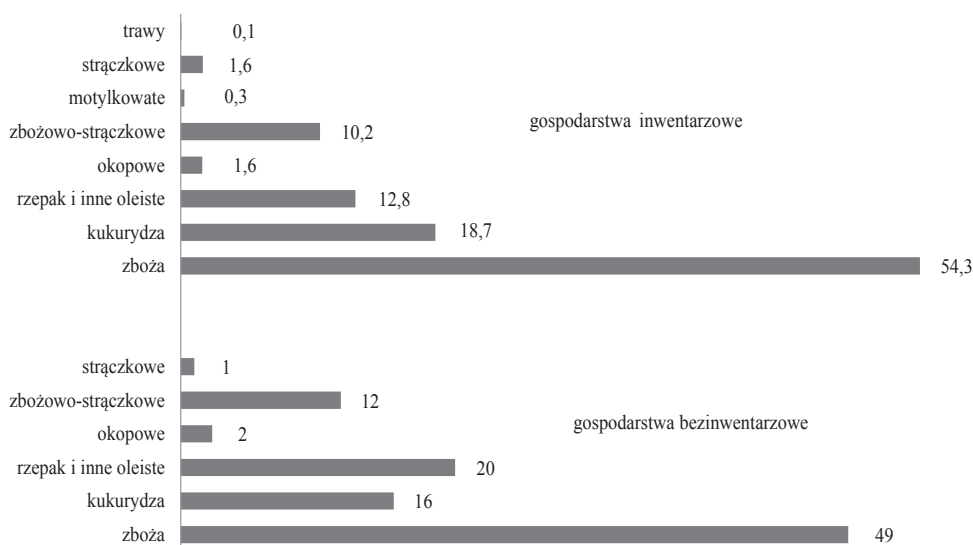 trawy 0,1
strączkowe 1,6
motylkowate 0,3
gospodarstwa inwentarzowe
zbożowo-strączkowe 10,2
okopowe 1,6
rzepak i inne oleiste 12,8
kukurydza 18,7
zboża 54,3
strączkowe 1
zbożowo-strączkowe 12
gospodarstwa bezinwentarzowe
okopowe 2
rzepak i inne oleiste 20
kukurydza 16
zboża 49